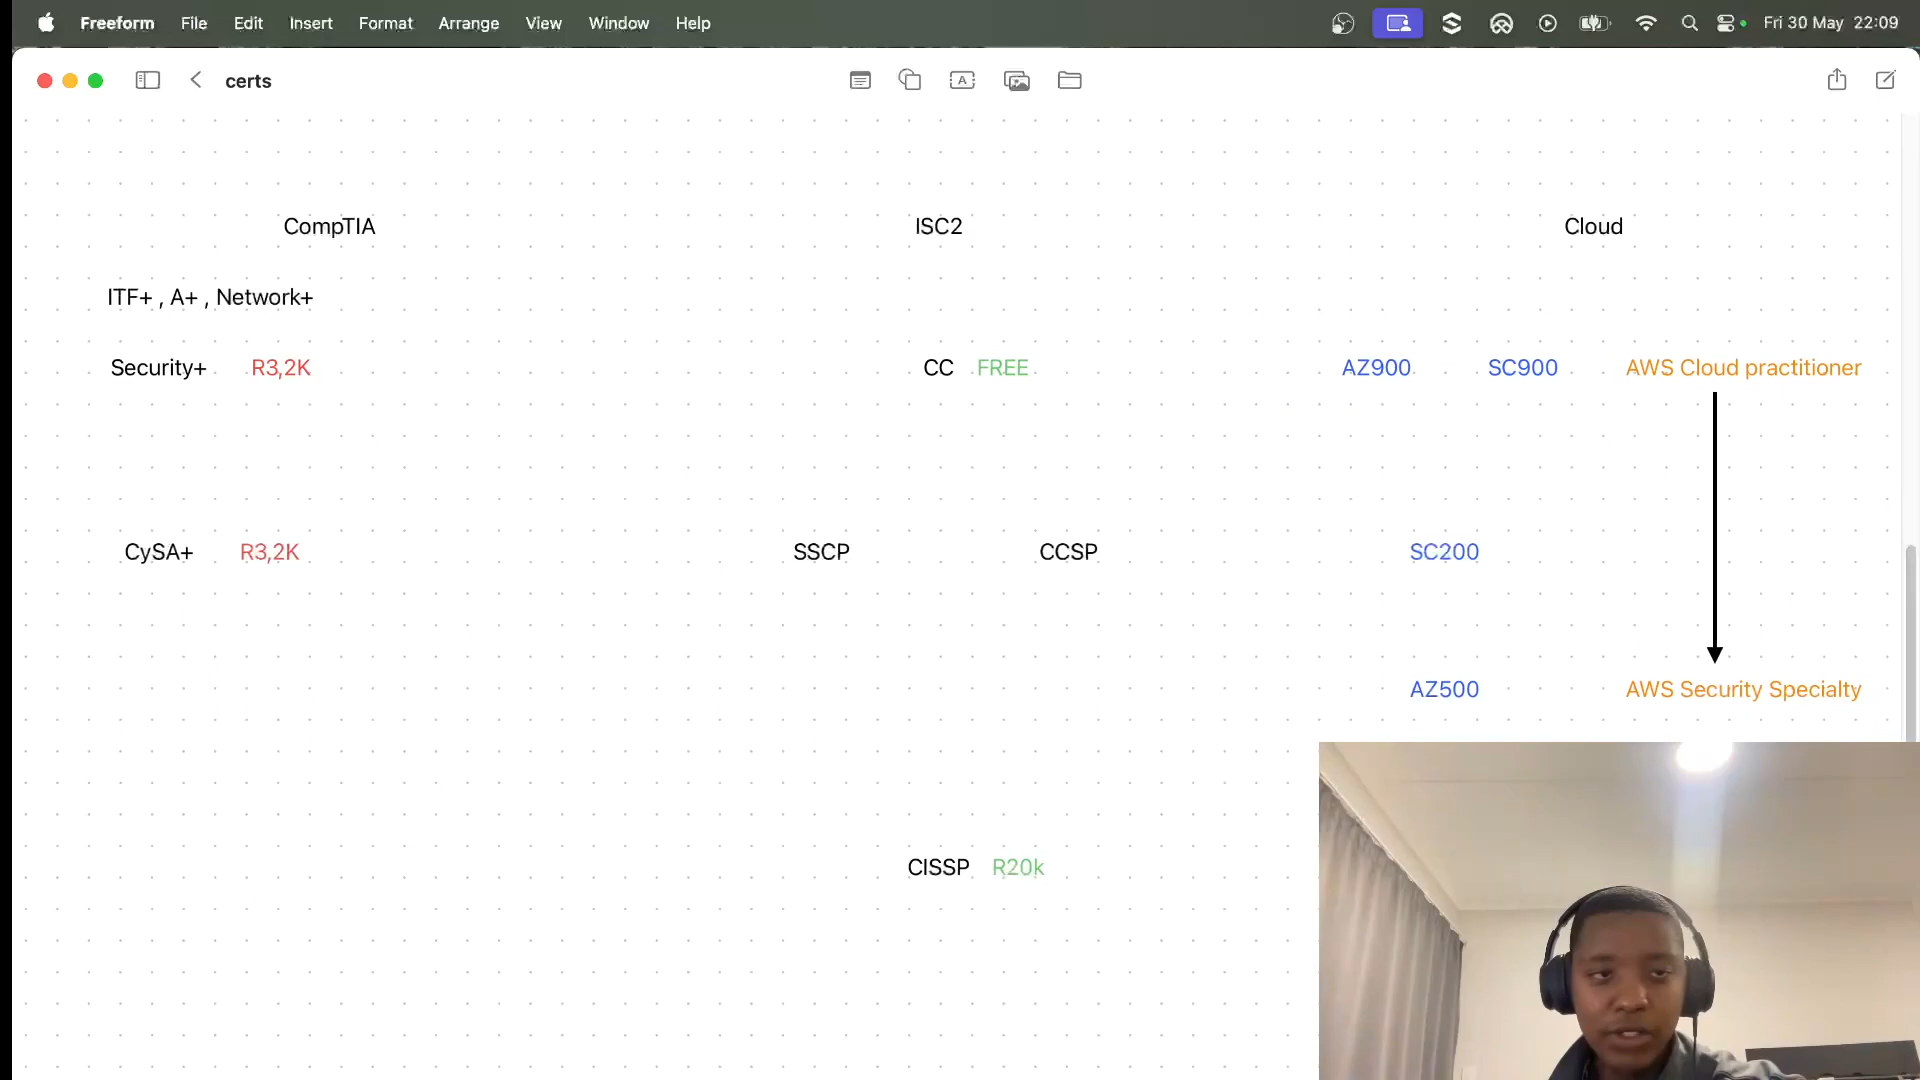 Freeform File Edit Insert Format Arrange View Window Help Fri 30 May 22:09
certs
A
CompTIA ISC2 Cloud
ITF+ , A+ , Network+
Security+ R3,2K CC FREE AZ900 SC900 AWS Cloud practitioner
CySA+ R3,2K SSCP CCSP SC200
AZ500 AWS Security Specialty
CISSP R20k